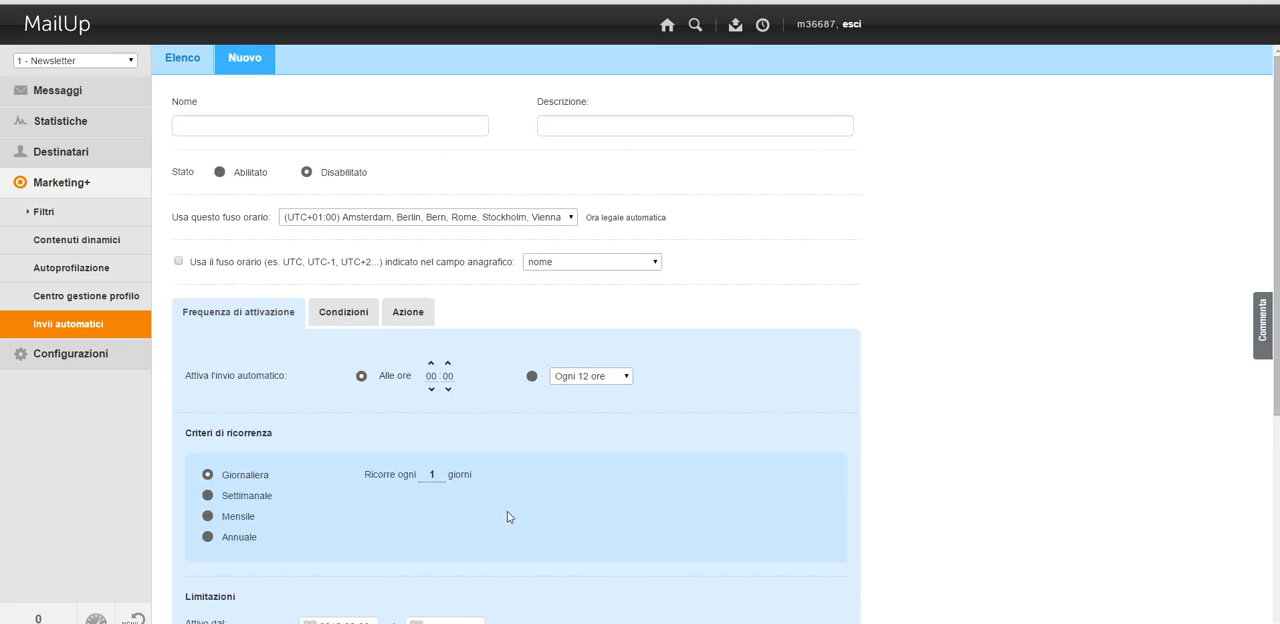 MailUp
m36687, esci
1 - Newsletter
Elenco
Nuovo
Messaggi
Statistiche
Destinatari
Marketing+
Filtri
Contenuti dinamici
Autoprofilazione
Centro gestione profilo
Invii automatici
Configurazioni
0
MENU
Nome
Descrizione:
Stato Abilitato Disabilitato
Usa questo fuso orario: (UTC+01:00) Amsterdam, Berlin, Bern, Rome, Stockholm, Vienna Ora legale automatica
Usa il fuso orario (es. UTC, UTC-1, UTC+2...) indicato nel campo anagrafico: nome
Frequenza di attivazione Condizioni Azione
Attiva l'invio automatico: Alle ore 00 :00 Ogni 12 ore
Criteri di ricorrenza
Giornaliera Ricorre ogni 1 giorni
Settimanale
Mensile
Annuale
Limitazioni
Attivo dal:
Commenta